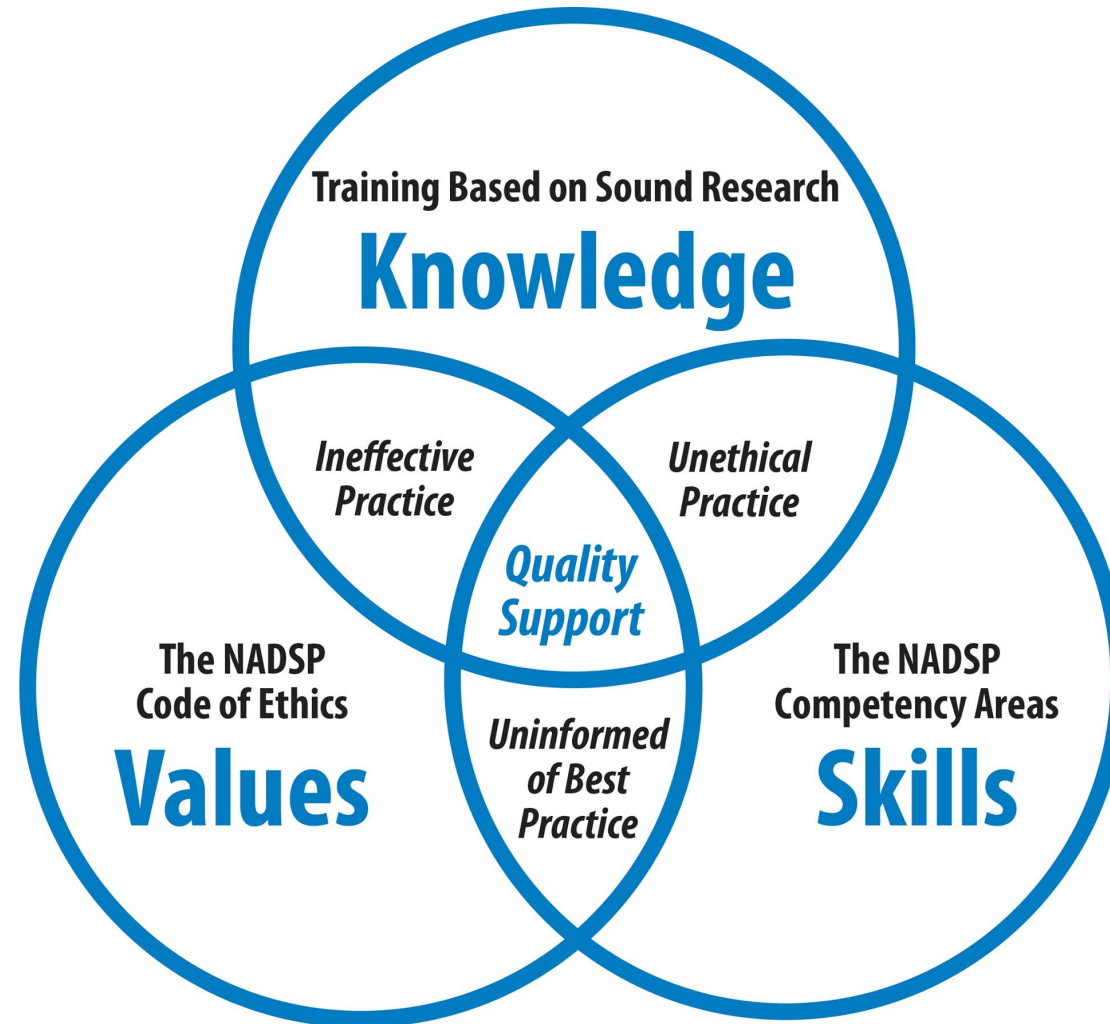 Training Based on Sound Research
Knowledge
Ineffective
Practice
Unethical
Practice
Quality
Support
The NADSP
Code of Ethics
Values
Uninformed
of Best
Practice
The NADSP
Competency Areas
Skills